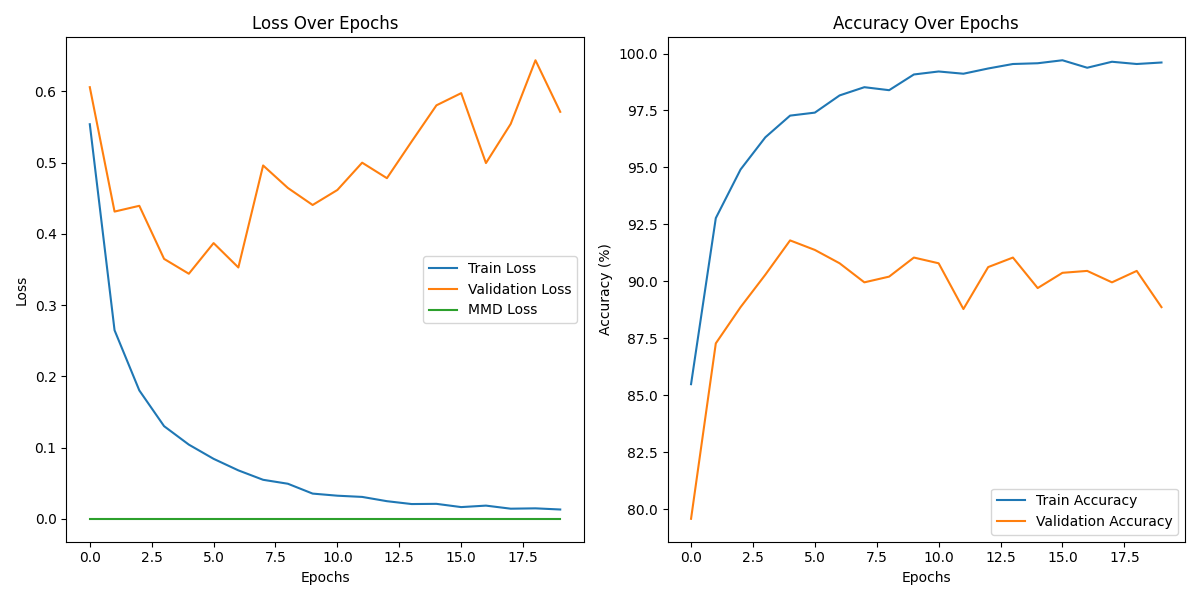 Loss Over Epochs
Loss
0.6
0.5
0.4
0.3
0.2
0.1
0.0
Train Loss
Validation Loss
MMD Loss
0.0 2.5 5.0 7.5 10.0 12.5 15.0 17.5
Epochs
Accuracy Over Epochs
Accuracy (%)
100.0
97.5
95.0
92.5
90.0
87.5
85.0
82.5
80.0
Train Accuracy
Validation Accuracy
0.0 2.5 5.0 7.5 10.0 12.5 15.0 17.5
Epochs